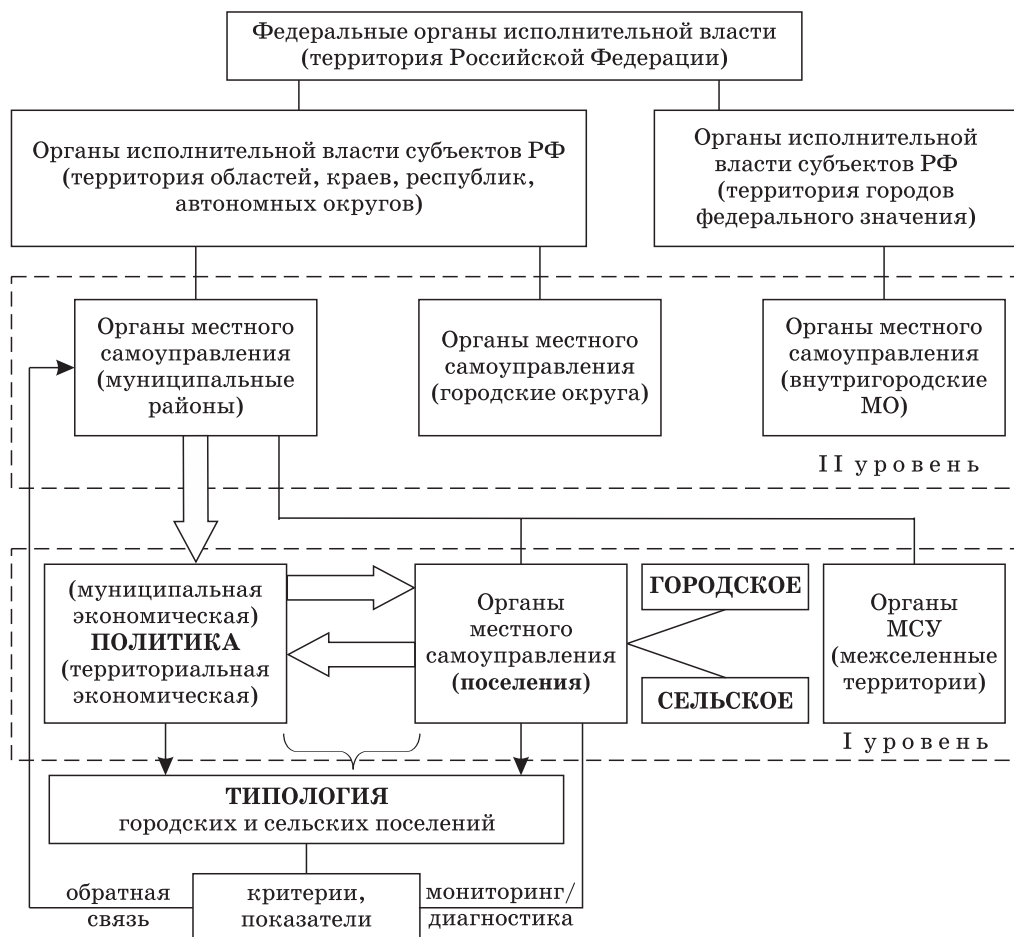 Федеральные органы исполнительной власти
(территория Российской Федерации)
Органы исполнительной власти субъектов РФ
(территория областей, краев, республик,
автономных округов)
Органы исполнительной
власти субъектов РФ
(территория городов
федерального значения)
Органы местного
самоуправления
(муниципальные
районы)
Органы местного
самоуправления
(городские округа)
Органы местного
самоуправления
(внутригородские
МО)
II уровень
(муниципальная
экономическая)
ПОЛИТИКА
(территориальная
экономическая)
Органы
местного
самоуправления
(поселения)
ГОРОДСКОЕ
СЕЛЬСКОЕ
Органы
МСУ
(межселенные
территории)
I уровень
ТИПОЛОГИЯ
городских и сельских поселений
обратная
связь
критерии,
показатели
мониторинг/
диагностика